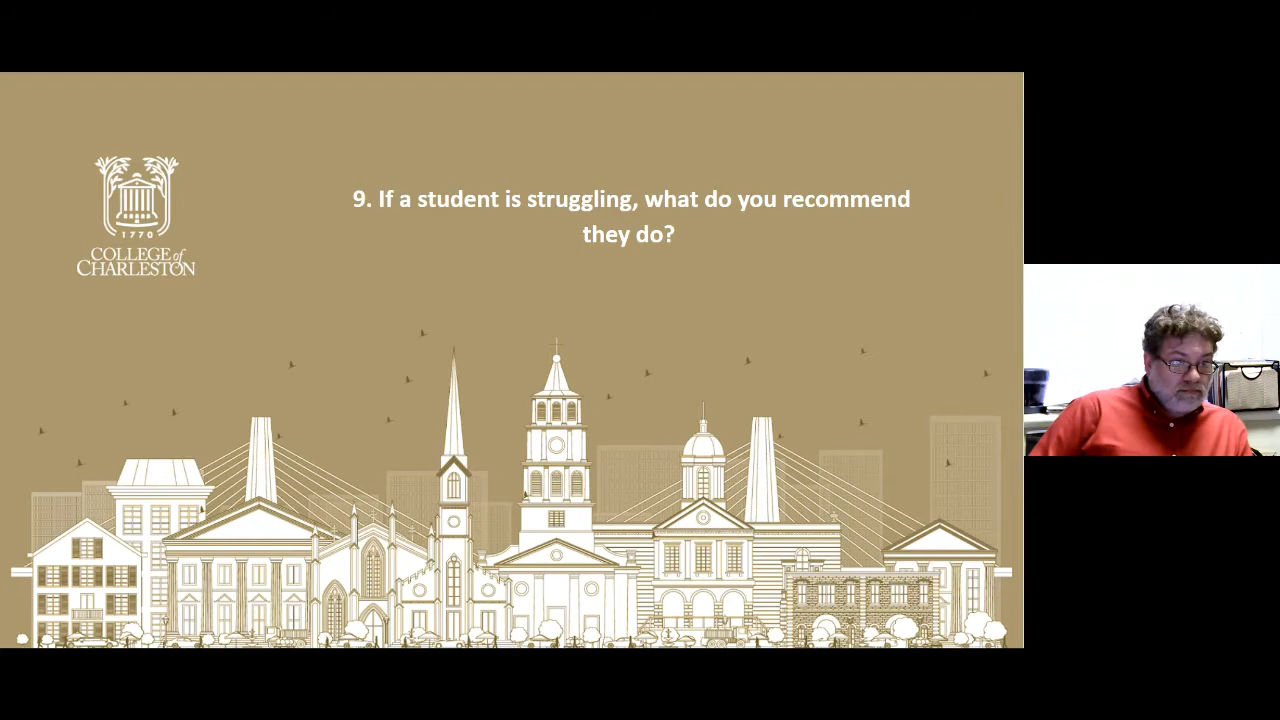 9. If a student is struggling, what do you recommend
they do?
1770
COLLEGE of
CHARLESTON